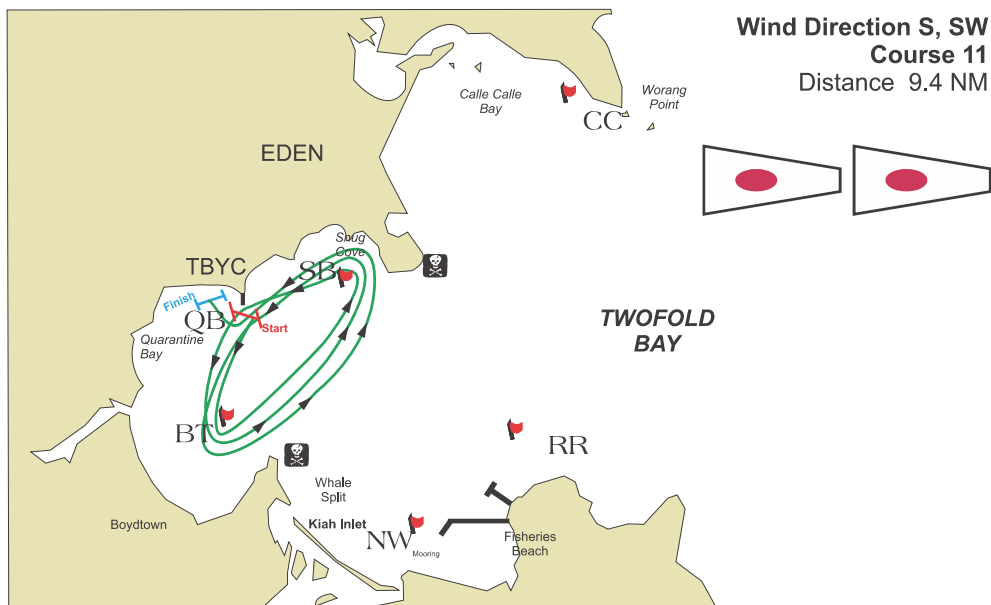 Wind Direction S, SW
Course 11
Distance 9.4 NM
Calle Calle
Bay
Worang
Point
CC
EDEN
Snug
Cove
TBYC
SB
Finish
QB
Start
Quarantine
Bay
TWOFOLD
BAY
BT
RR
Whale
Split
Boydtown
Kiah Inlet
NW
Mooring
Fisheries
Beach